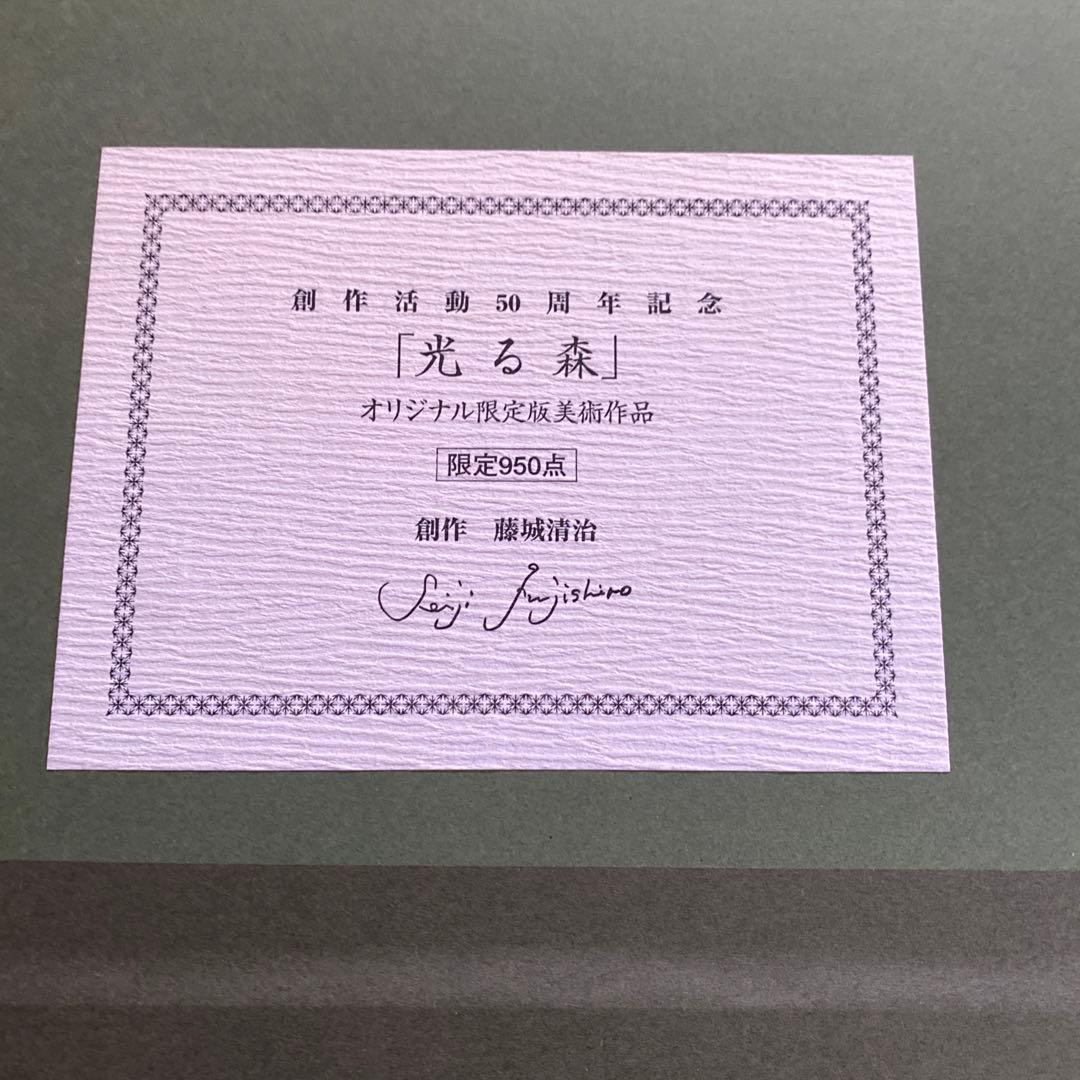 創作活動50周年記念
「光る森」
オリジナル限定版美術作品
限定950点
創作 藤城清治
Seiji Fujishiro